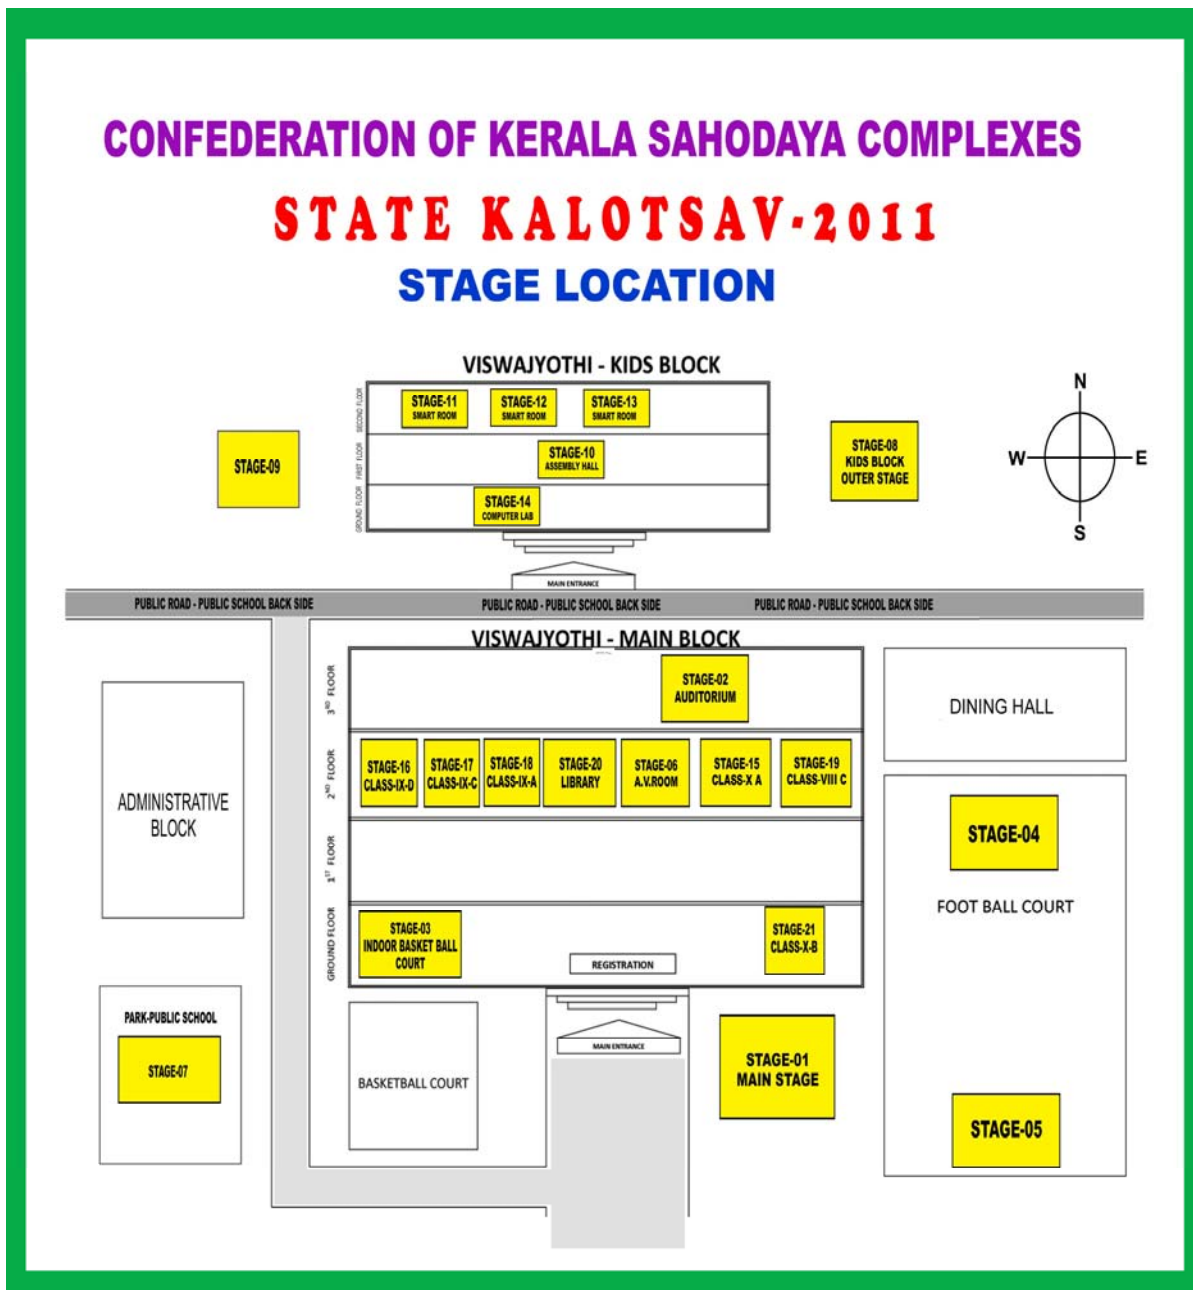 CONFEDERATION OF KERALA SAHODAYA COMPLEXES
STATE KALOTSAV-2011
STAGE LOCATION
VISWAJYOTHI - KIDS BLOCK
SECOND FLOOR
STAGE-11
SMART ROOM
STAGE-12
SMART ROOM
STAGE-13
SMART ROOM
FIRST FLOOR
STAGE-10
ASSEMBLY HALL
GROUND FLOOR
STAGE-14
COMPUTER LAB
STAGE-09
STAGE-08
KIDS BLOCK
OUTER STAGE
N
W
E
S
MAIN ENTRANCE
PUBLIC ROAD - PUBLIC SCHOOL BACK SIDE
PUBLIC ROAD - PUBLIC SCHOOL BACK SIDE
PUBLIC ROAD - PUBLIC SCHOOL BACK SIDE
VISWAJYOTHI - MAIN BLOCK
3RD FLOOR
STAGE-02
AUDITORIUM
2ND FLOOR
STAGE-16
CLASS-IX-D
STAGE-17
CLASS-IX-C
STAGE-18
CLASS-IX-A
STAGE-20
LIBRARY
STAGE-06
A.V.ROOM
STAGE-15
CLASS-X A
STAGE-19
CLASS-VIII C
1ST FLOOR
GROUND FLOOR
STAGE-03
INDOOR BASKET BALL
COURT
REGISTRATION
STAGE-21
CLASS-X-B
DINING HALL
ADMINISTRATIVE
BLOCK
STAGE-04
FOOT BALL COURT
STAGE-05
PARK-PUBLIC SCHOOL
STAGE-07
BASKETBALL COURT
MAIN ENTRANCE
STAGE-01
MAIN STAGE